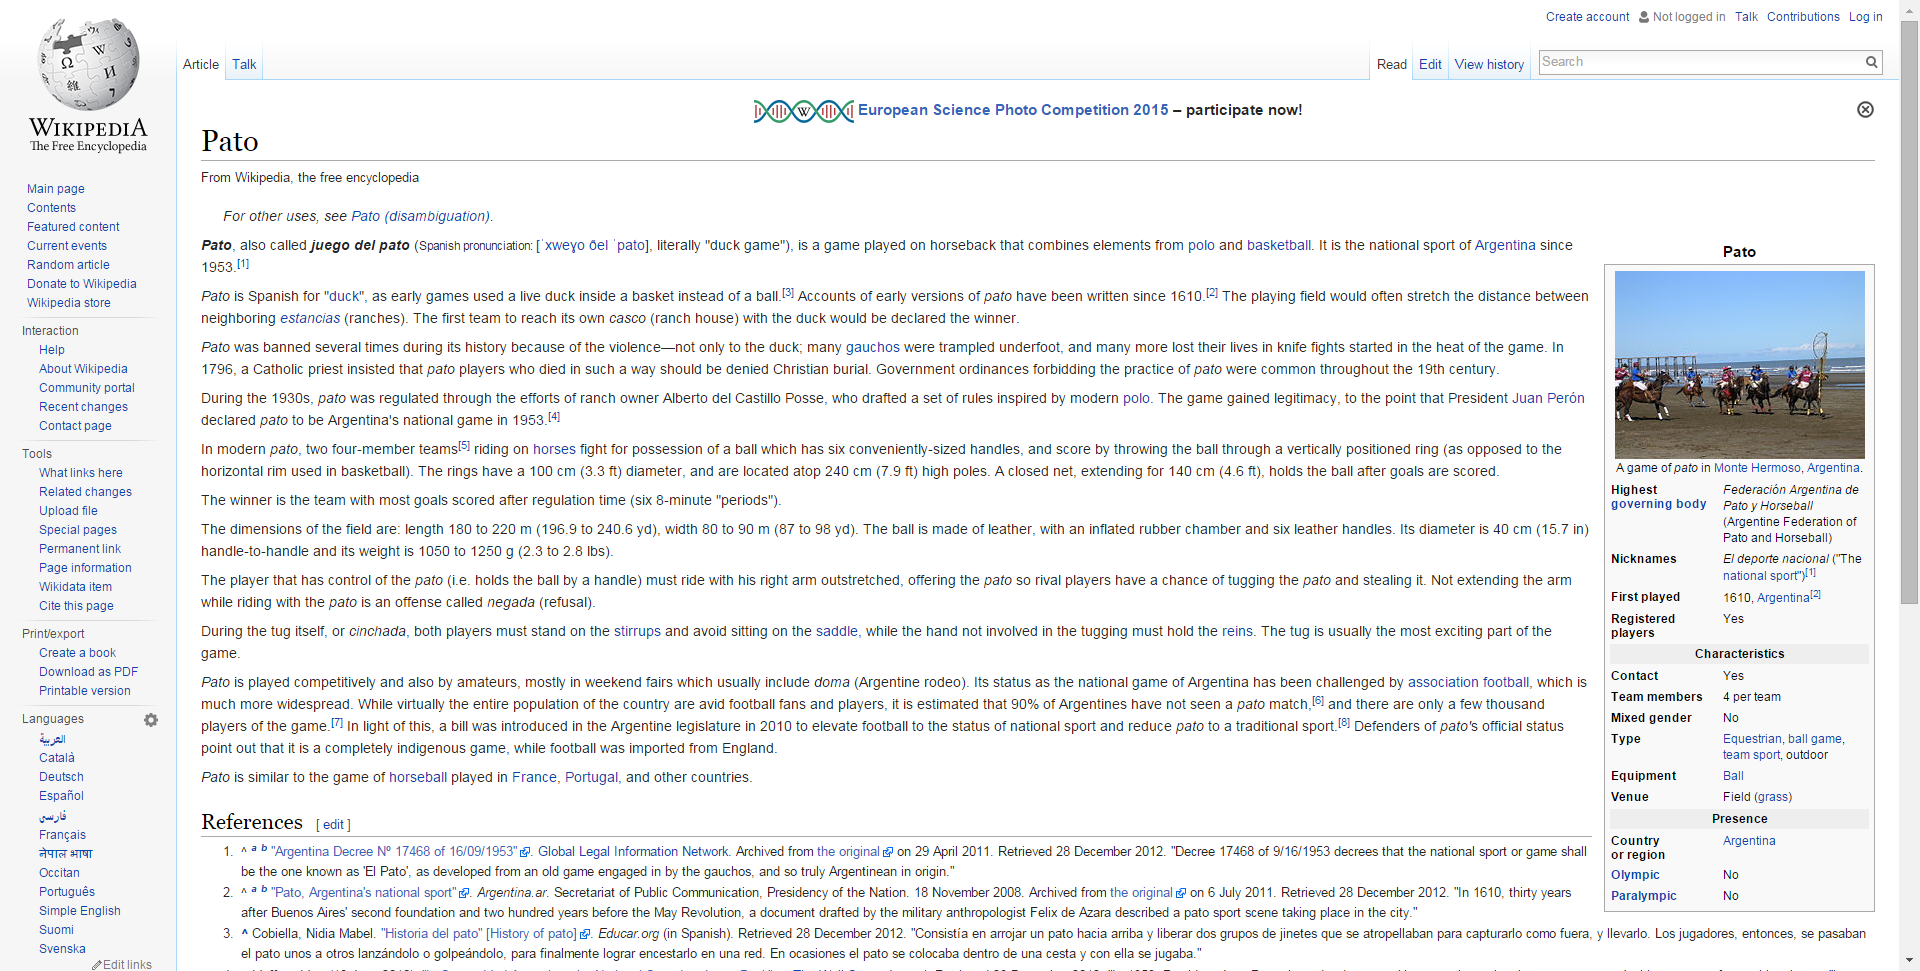 Create account Not logged in Talk Contributions Log in
Article Talk Read Edit View history Search
WIKIPEDIA
The Free Encyclopedia
Main page
Contents
Featured content
Current events
Random article
Donate to Wikipedia
Wikipedia store
Interaction
Help
About Wikipedia
Community portal
Recent changes
Contact page
Tools
What links here
Related changes
Upload file
Special pages
Permanent link
Page information
Wikidata item
Cite this page
Print/export
Create a book
Download as PDF
Printable version
Languages
العربية
Català
Deutsch
Español
فارسی
Français
नेपाल भाषा
Occitan
Português
Simple English
Suomi
Svenska
Edit links
European Science Photo Competition 2015 – participate now!
Pato
From Wikipedia, the free encyclopedia
For other uses, see Pato (disambiguation).
Pato, also called juego del pato (Spanish pronunciation: [ˈxweɣo ðel ˈpato], literally "duck game"), is a game played on horseback that combines elements from polo and basketball. It is the national sport of Argentina since
1953.[1]
Pato is Spanish for "duck", as early games used a live duck inside a basket instead of a ball.[3] Accounts of early versions of pato have been written since 1610.[2] The playing field would often stretch the distance between
neighboring estancias (ranches). The first team to reach its own casco (ranch house) with the duck would be declared the winner.
Pato was banned several times during its history because of the violence—not only to the duck; many gauchos were trampled underfoot, and many more lost their lives in knife fights started in the heat of the game. In
1796, a Catholic priest insisted that pato players who died in such a way should be denied Christian burial. Government ordinances forbidding the practice of pato were common throughout the 19th century.
During the 1930s, pato was regulated through the efforts of ranch owner Alberto del Castillo Posse, who drafted a set of rules inspired by modern polo. The game gained legitimacy, to the point that President Juan Perón
declared pato to be Argentina's national game in 1953.[4]
In modern pato, two four-member teams[5] riding on horses fight for possession of a ball which has six conveniently-sized handles, and score by throwing the ball through a vertically positioned ring (as opposed to the
horizontal rim used in basketball). The rings have a 100 cm (3.3 ft) diameter, and are located atop 240 cm (7.9 ft) high poles. A closed net, extending for 140 cm (4.6 ft), holds the ball after goals are scored.
The winner is the team with most goals scored after regulation time (six 8-minute "periods").
The dimensions of the field are: length 180 to 220 m (196.9 to 240.6 yd), width 80 to 90 m (87 to 98 yd). The ball is made of leather, with an inflated rubber chamber and six leather handles. Its diameter is 40 cm (15.7 in)
handle-to-handle and its weight is 1050 to 1250 g (2.3 to 2.8 lbs).
The player that has control of the pato (i.e. holds the ball by a handle) must ride with his right arm outstretched, offering the pato so rival players have a chance of tugging the pato and stealing it. Not extending the arm
while riding with the pato is an offense called negada (refusal).
During the tug itself, or cinchada, both players must stand on the stirrups and avoid sitting on the saddle, while the hand not involved in the tugging must hold the reins. The tug is usually the most exciting part of the
game.
Pato is played competitively and also by amateurs, mostly in weekend fairs which usually include doma (Argentine rodeo). Its status as the national game of Argentina has been challenged by association football, which is
much more widespread. While virtually the entire population of the country are avid football fans and players, it is estimated that 90% of Argentines have not seen a pato match,[6] and there are only a few thousand
players of the game.[7] In light of this, a bill was introduced in the Argentine legislature in 2010 to elevate football to the status of national sport and reduce pato to a traditional sport.[8] Defenders of pato's official status
point out that it is a completely indigenous game, while football was imported from England.
Pato is similar to the game of horseball played in France, Portugal, and other countries.
Pato
A game of pato in Monte Hermoso, Argentina.
Highest Federación Argentina de
governing body Pato y Horseball
(Argentine Federation of
Pato and Horseball)
Nicknames El deporte nacional ("The
national sport")[1]
First played 1610, Argentina[2]
Registered Yes
players
Characteristics
Contact Yes
Team members 4 per team
Mixed gender No
Type Equestrian, ball game,
team sport, outdoor
Equipment Ball
Venue Field (grass)
Presence
Country Argentina
or region
Olympic No
Paralympic No
References [ edit ]
1. ^ a b "Argentina Decree Nº 17468 of 16/09/1953". Global Legal Information Network. Archived from the original on 29 April 2011. Retrieved 28 December 2012. "Decree 17468 of 9/16/1953 decrees that the national sport or game shall
be the one known as 'El Pato', as developed from an old game engaged in by the gauchos, and so truly Argentinean in origin."
2. ^ a b "Pato, Argentina's national sport". Argentina.ar. Secretariat of Public Communication, Presidency of the Nation. 18 November 2008. Archived from the original on 6 July 2011. Retrieved 28 December 2012. "In 1610, thirty years
after Buenos Aires' second foundation and two hundred years before the May Revolution, a document drafted by the military anthropologist Felix de Azara described a pato sport scene taking place in the city."
3. ^ Cobiella, Nidia Mabel. "Historia del pato" [History of pato]. Educar.org (in Spanish). Retrieved 28 December 2012. "Consistía en arrojar un pato hacia arriba y liberar dos grupos de jinetes que se atropellaban para capturarlo como fuera, y llevarlo. Los jugadores, entonces, se pasaban
el pato unos a otros lanzándolo o golpeándolo, para finalmente lograr encestarlo en una red. En ocasiones el pato se colocaba dentro de una cesta y con ella se jugaba."